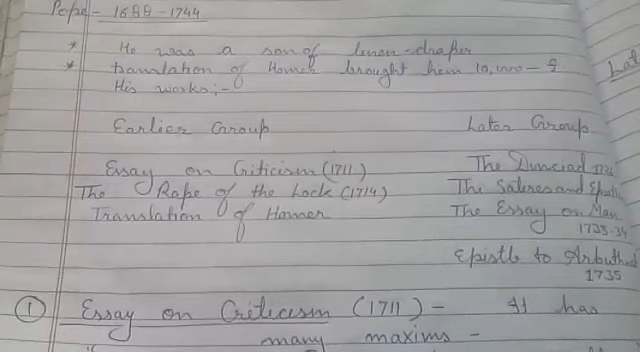 Pope - 1688 - 1744
* He was a son of linen-draper
* translation of Homer brought him 10,000 - £
His works :-
Earlier Group Later Group
Essay on Criticism (1711) The Dunciad
The Rape of the Lock (1714) The Satires and
Translation of Homer The Essay on Man
1733-34
Epistle to Arbuthnot
1735
① Essay on Criticism (1711) - It has
many maxims -